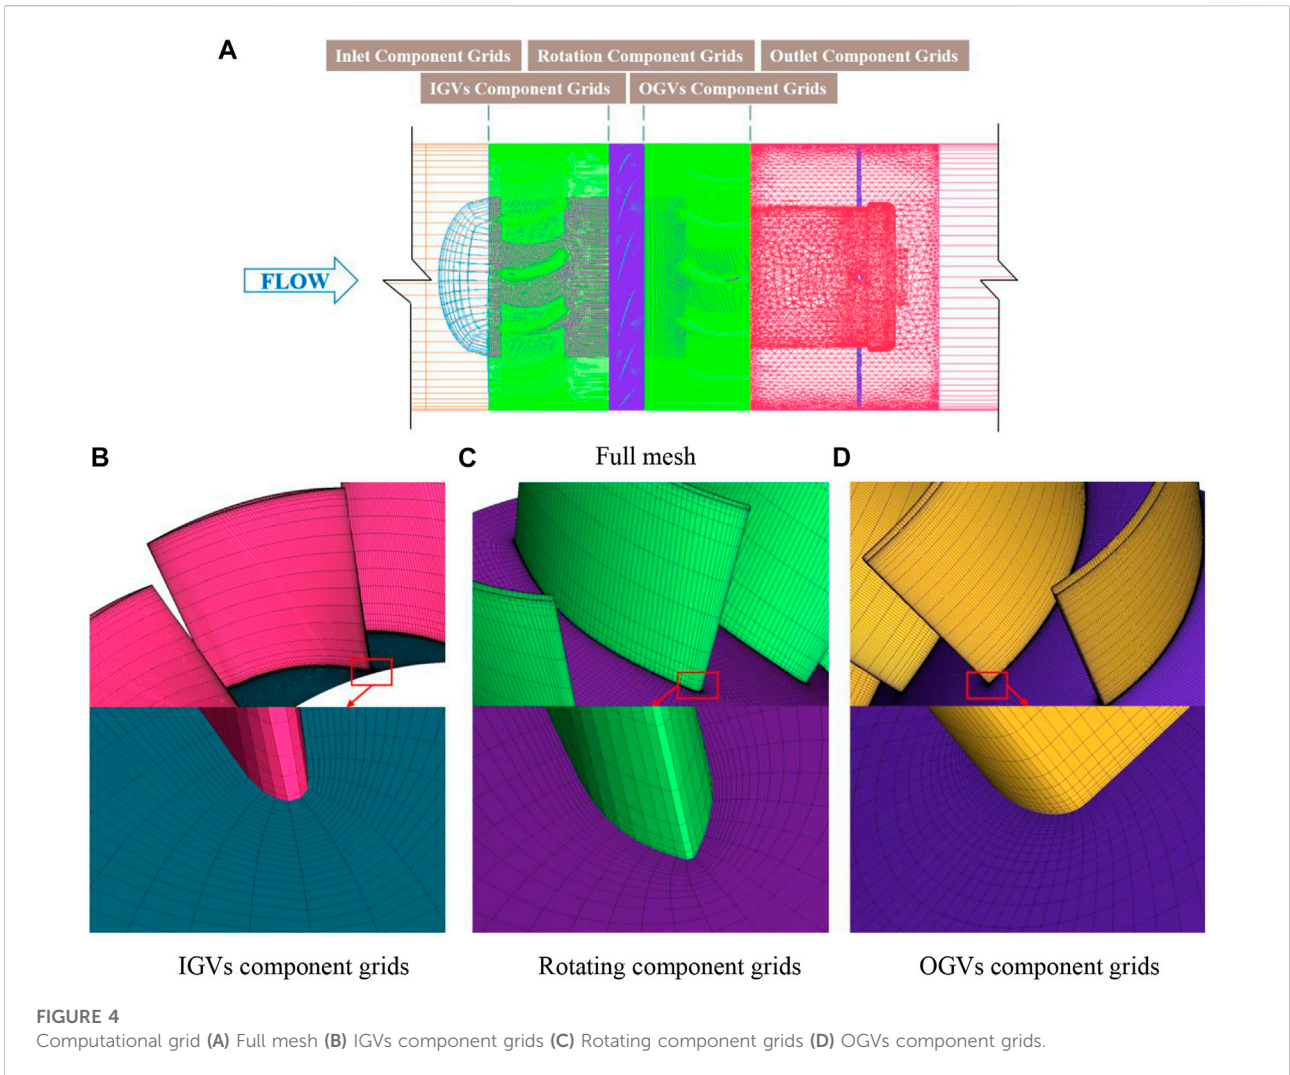 A
Inlet Component Grids
Rotation Component Grids
Outlet Component Grids
IGVs Component Grids
OGVs Component Grids
FLOW
Full mesh
B
C
D
IGVs component grids
Rotating component grids
OGVs component grids
FIGURE 4
Computational grid (A) Full mesh (B) IGVs component grids (C) Rotating component grids (D) OGVs component grids.